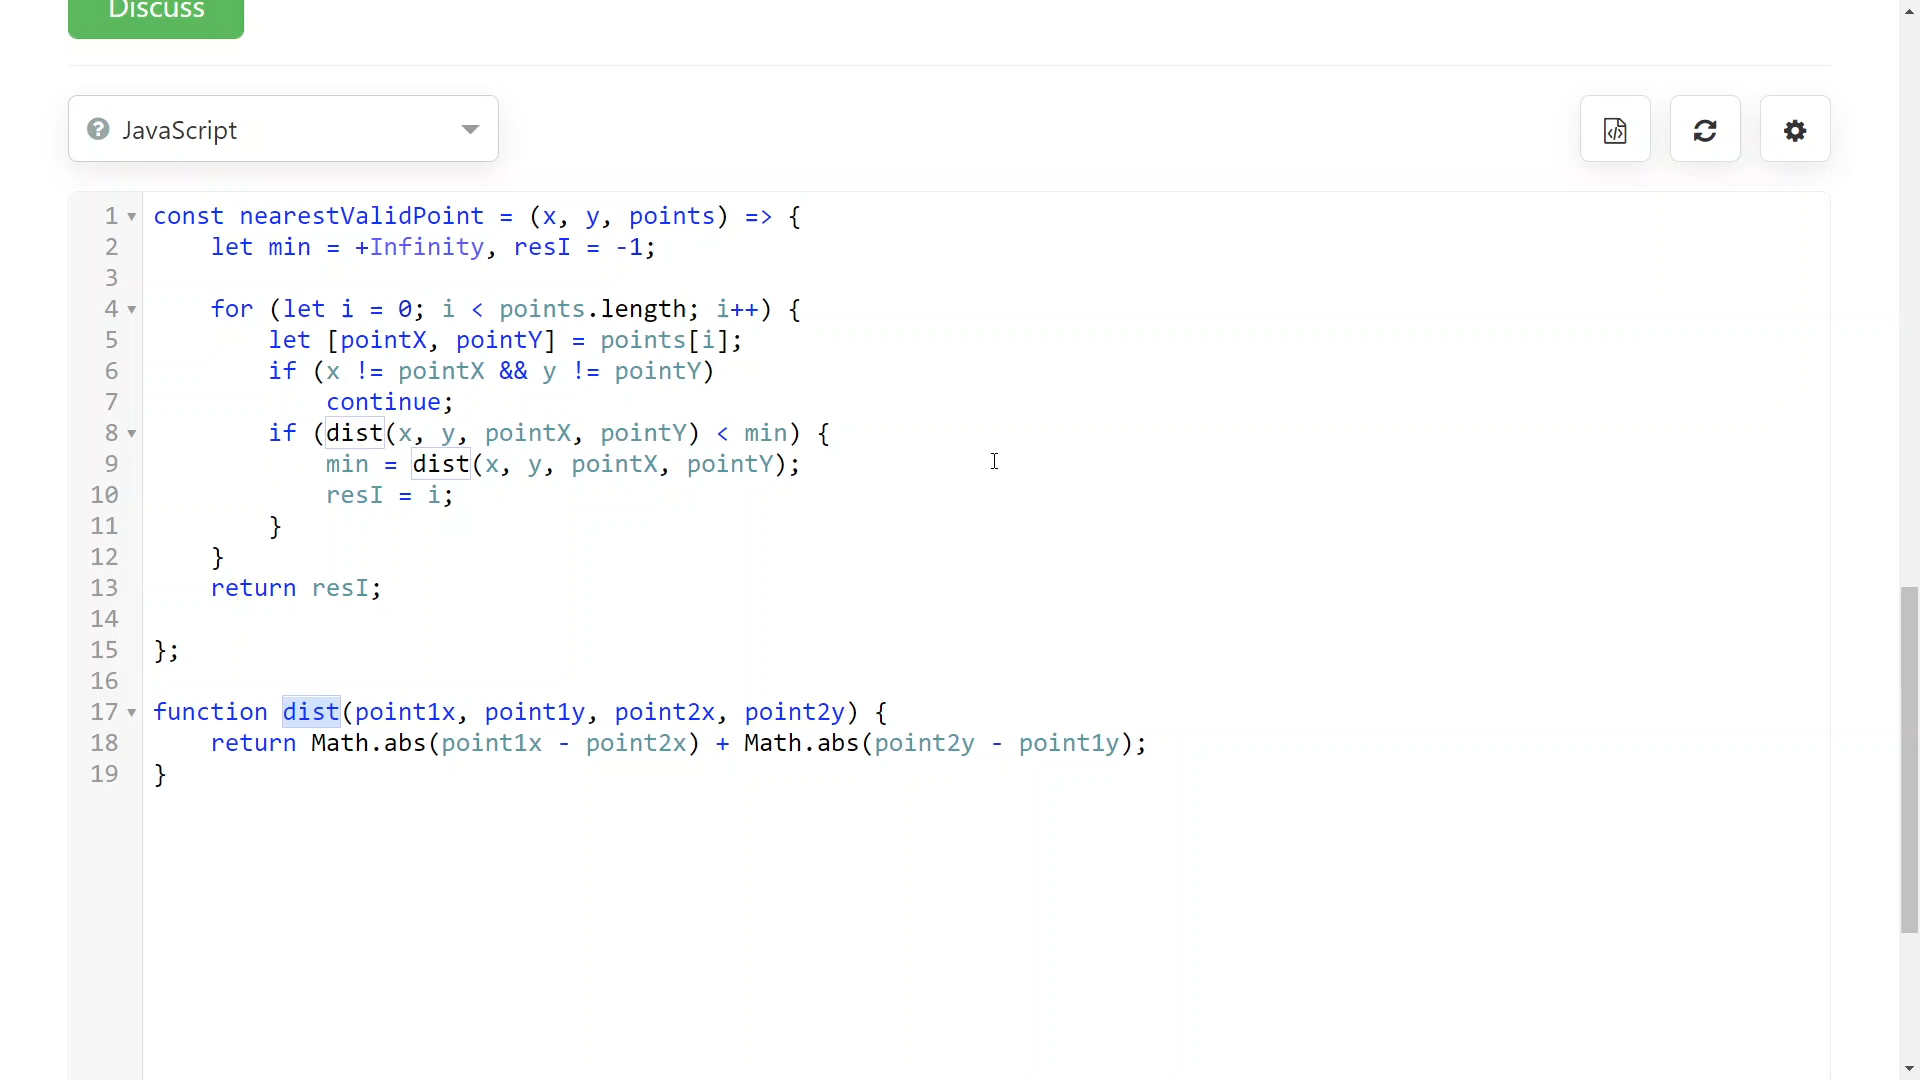 Discuss
JavaScript
1 const nearestValidPoint = (x, y, points) => {
2     let min = +Infinity, resI = -1;
3
4     for (let i = 0; i < points.length; i++) {
5         let [pointX, pointY] = points[i];
6         if (x != pointX && y != pointY)
7             continue;
8         if (dist(x, y, pointX, pointY) < min) {
9             min = dist(x, y, pointX, pointY);
10             resI = i;
11         }
12     }
13     return resI;
14
15 };
16
17 function dist(point1x, point1y, point2x, point2y) {
18     return Math.abs(point1x - point2x) + Math.abs(point2y - point1y);
19 }